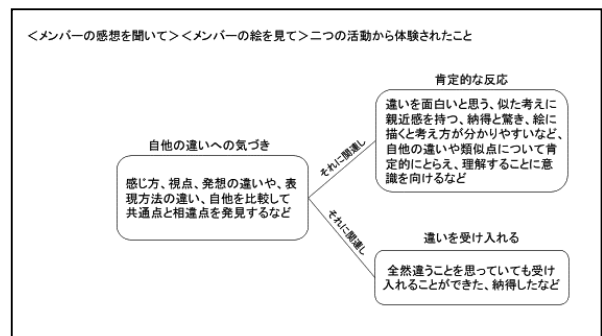 <メンバーの感想を聞いて><メンバーの絵を見て>二つの活動から体験されたこと
肯定的な反応
違いを面白いと思う、似た考えに
親近感を持つ、納得と驚き、絵に
描くと考え方が分かりやすいなど、
自他の違いや類似点について肯
定的にとらえ、理解することに意
識を向けるなど
自他の違いへの気づき
それに関連し
感じ方、視点、発想の違いや、表
現方法の違い、自他を比較して
共通点と相違点を発見するなど
それに関連し
違いを受け入れる
全然違うことを思っていても受け
入れることができた、納得したなど